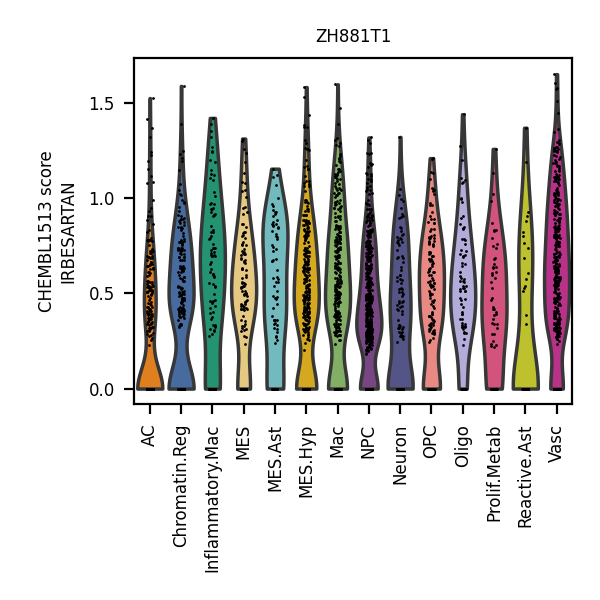 ZH881T1
CHEMBL1513 score
IRBESARTAN
1.5
1.0
0.5
0.0
AC
Chromatin.Reg
Inflammatory.Mac
MES
MES.Ast
MES.Hyp
Mac
NPC
Neuron
OPC
Oligo
Prolif.Metab
Reactive.Ast
Vasc